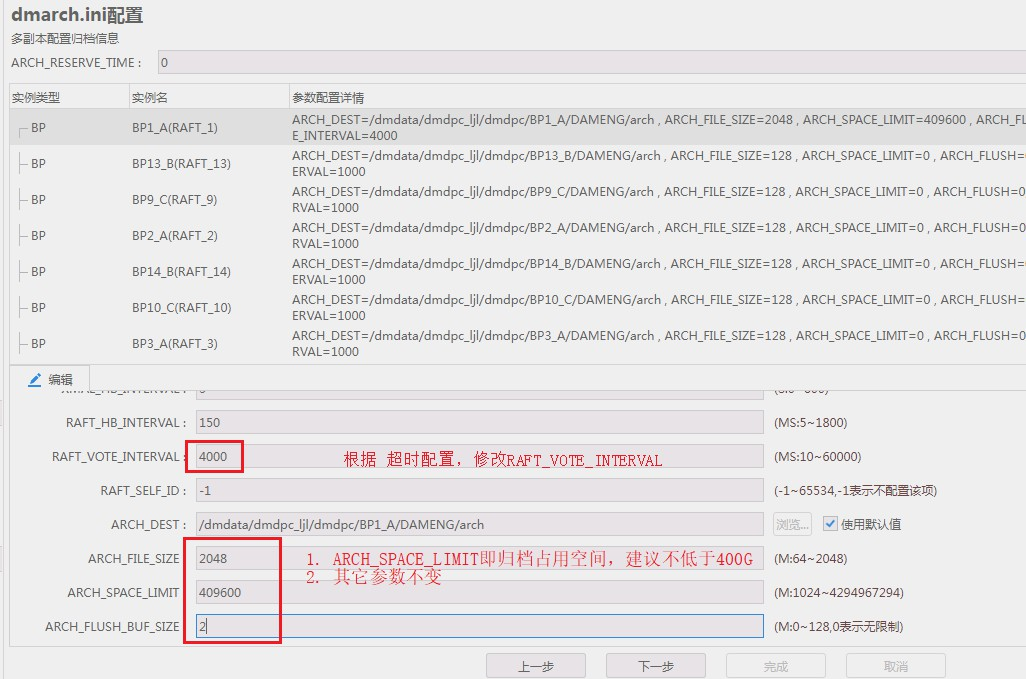 dmarch.ini配置
多副本配置归档信息
ARCH_RESERVE_TIME : 0
实例类型 实例名 参数配置详情
BP BP1_A(RAFT_1) ARCH_DEST=/dmdata/dmdpc_ljl/dmdpc/BP1_A/DAMENG/arch , ARCH_FILE_SIZE=2048 , ARCH_SPACE_LIMIT=409600 , ARCH_FL
E_INTERVAL=4000
BP BP13_B(RAFT_13) ARCH_DEST=/dmdata/dmdpc_ljl/dmdpc/BP13_B/DAMENG/arch , ARCH_FILE_SIZE=128 , ARCH_SPACE_LIMIT=0 , ARCH_FLUSH=
ERVAL=1000
BP BP9_C(RAFT_9) ARCH_DEST=/dmdata/dmdpc_ljl/dmdpc/BP9_C/DAMENG/arch , ARCH_FILE_SIZE=128 , ARCH_SPACE_LIMIT=0 , ARCH_FLUSH=0
RVAL=1000
BP BP2_A(RAFT_2) ARCH_DEST=/dmdata/dmdpc_ljl/dmdpc/BP2_A/DAMENG/arch , ARCH_FILE_SIZE=128 , ARCH_SPACE_LIMIT=0 , ARCH_FLUSH=0
RVAL=1000
BP BP14_B(RAFT_14) ARCH_DEST=/dmdata/dmdpc_ljl/dmdpc/BP14_B/DAMENG/arch , ARCH_FILE_SIZE=128 , ARCH_SPACE_LIMIT=0 , ARCH_FLUSH=
ERVAL=1000
BP BP10_C(RAFT_10) ARCH_DEST=/dmdata/dmdpc_ljl/dmdpc/BP10_C/DAMENG/arch , ARCH_FILE_SIZE=128 , ARCH_SPACE_LIMIT=0 , ARCH_FLUSH=
ERVAL=1000
BP BP3_A(RAFT_3) ARCH_DEST=/dmdata/dmdpc_ljl/dmdpc/BP3_A/DAMENG/arch , ARCH_FILE_SIZE=128 , ARCH_SPACE_LIMIT=0 , ARCH_FLUSH=0
RVAL=1000
编辑
RAFT_HB_INTERVAL : 150 (MS:5~1800)
RAFT_VOTE_INTERVAL : 4000 根据 超时配置，修改RAFT_VOTE_INTERVAL (MS:10~60000)
RAFT_SELF_ID : -1 (-1~65534,-1表示不配置该项)
ARCH_DEST : /dmdata/dmdpc_ljl/dmdpc/BP1_A/DAMENG/arch 浏览... 使用默认值
ARCH_FILE_SIZE 2048 1. ARCH_SPACE_LIMIT即归档占用空间，建议不低于400G (M:64~2048)
2. 其它参数不变
ARCH_SPACE_LIMIT 409600 (M:1024~4294967294)
ARCH_FLUSH_BUF_SIZE 2 (M:0~128,0表示无限制)
上一步 下一步 完成 取消